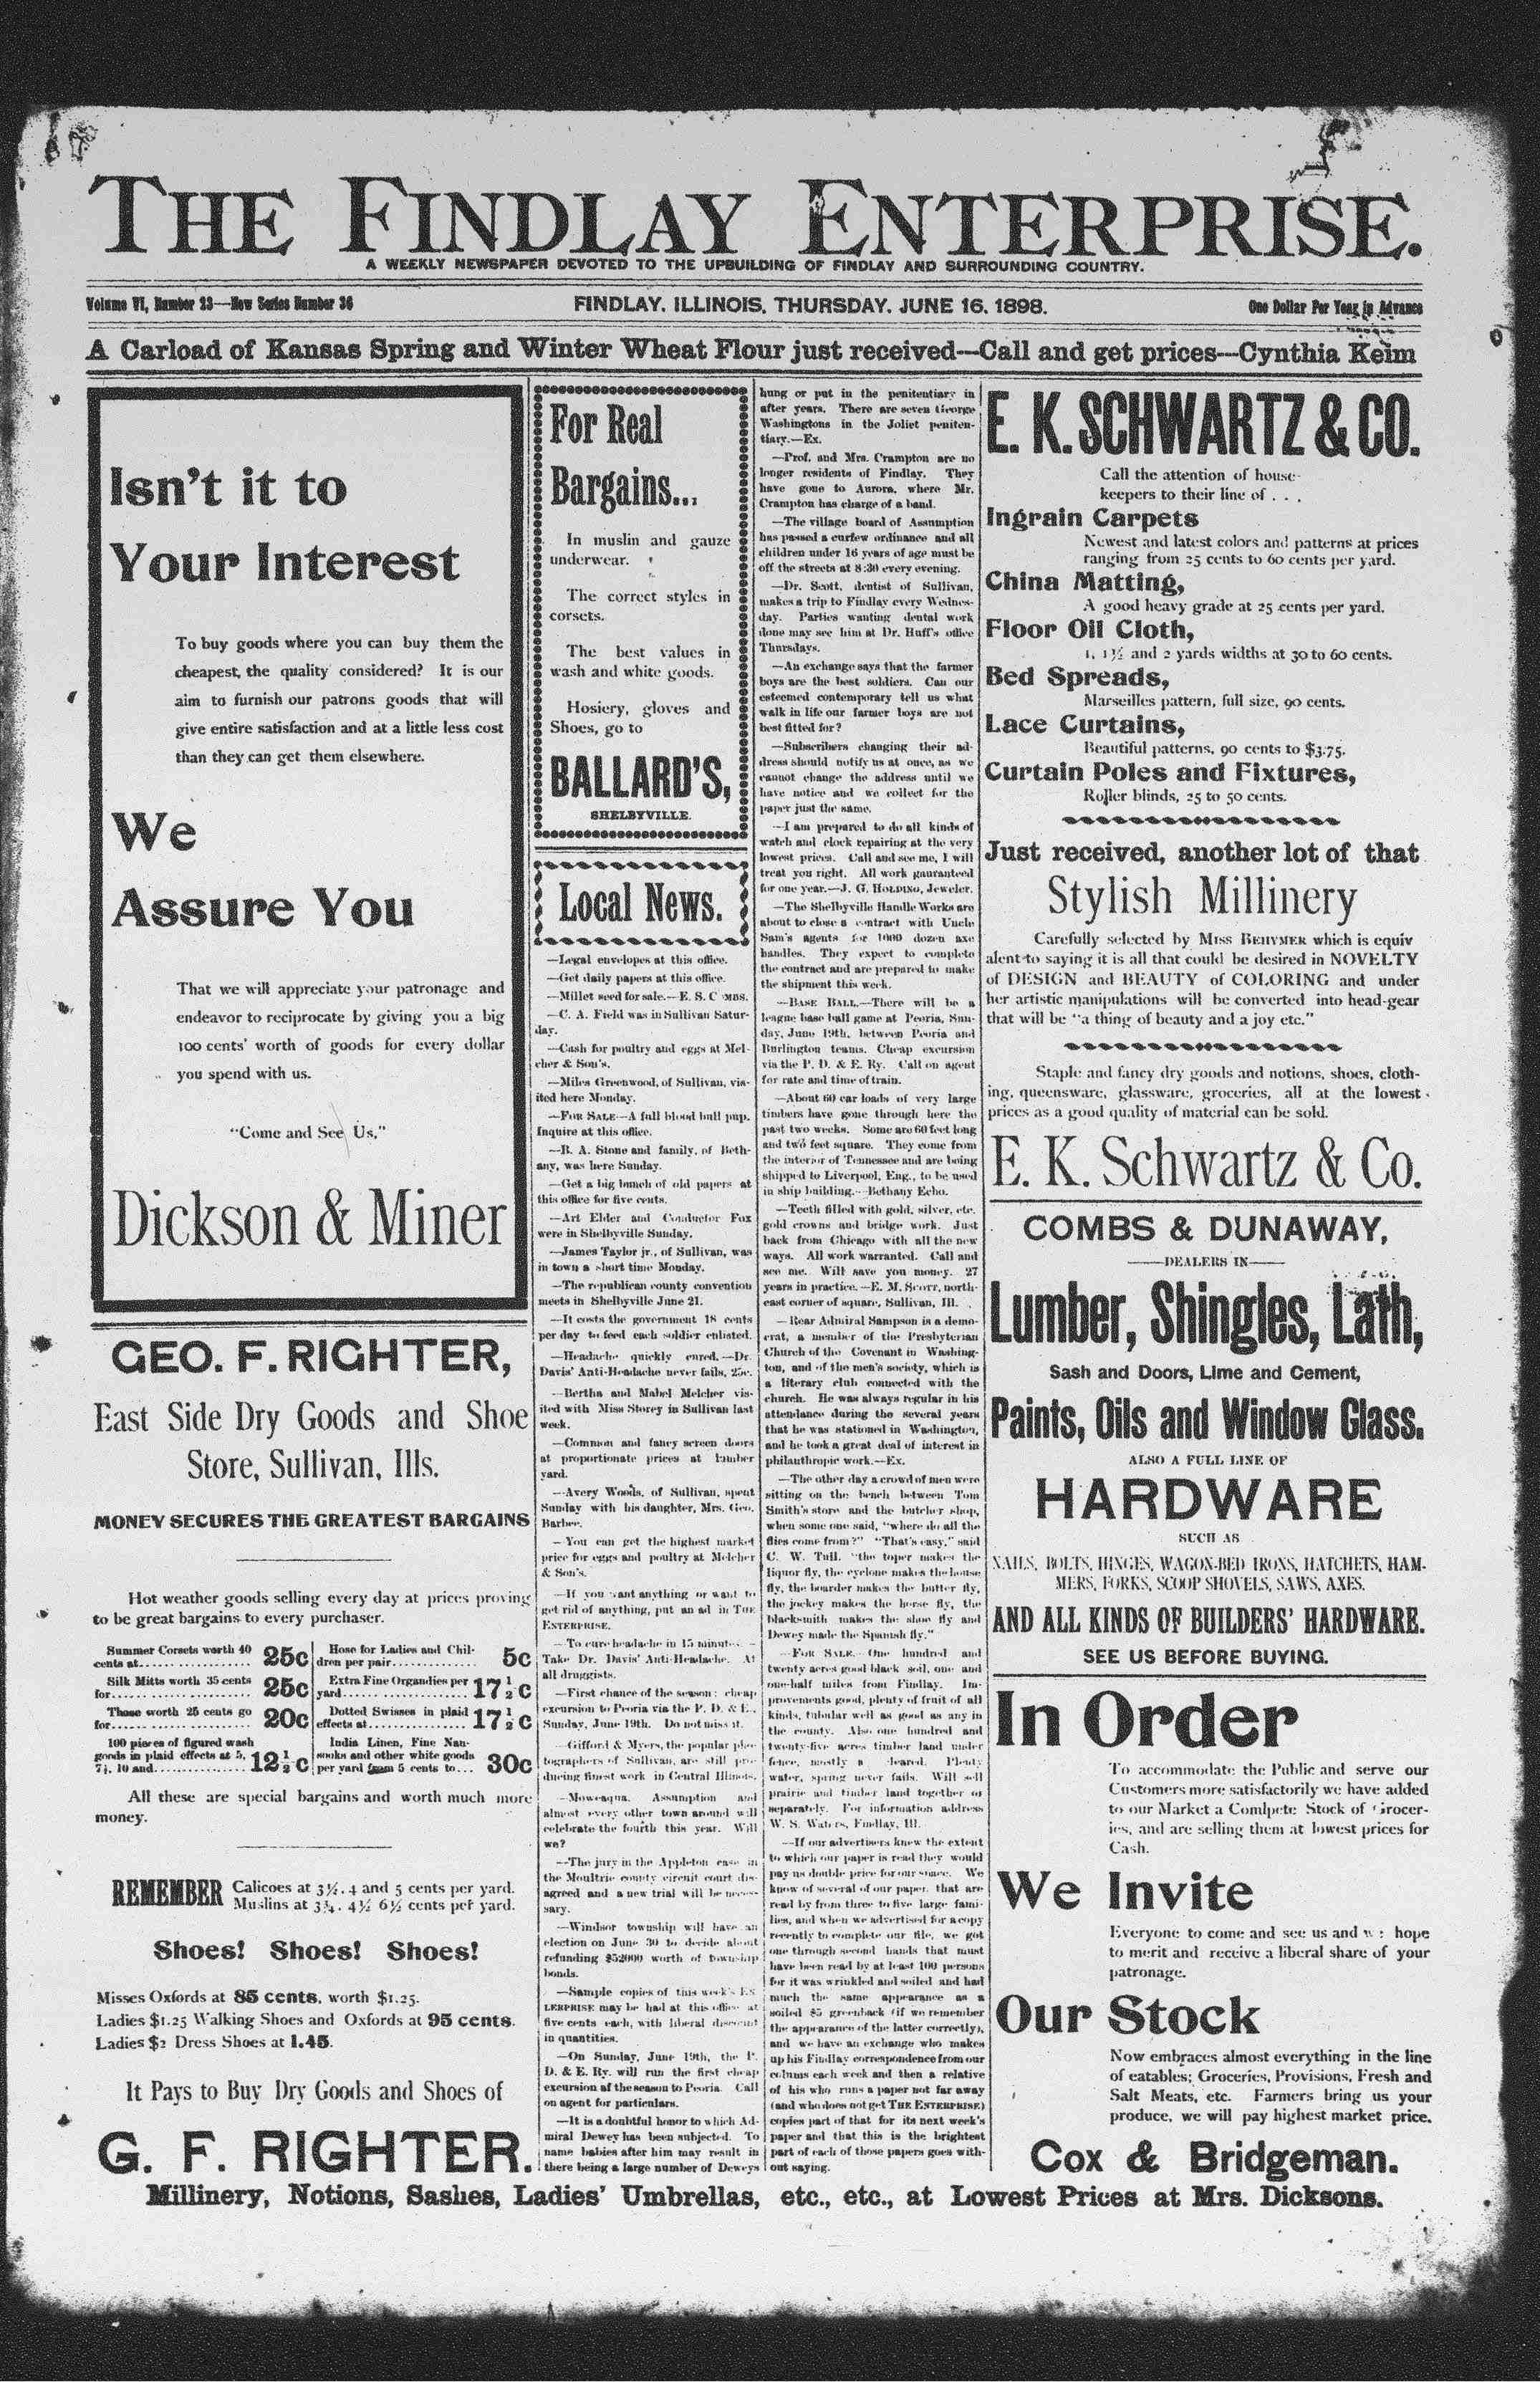 THE FINDLAY ENTERPRISE.
A WEEKLY NEWSPAPER DEVOTED TO THE UPBUILDING OF FINDLAY AND SURROUNDING COUNTRY.
Volume VI, Number 23—New Series Number 36
FINDLAY, ILLINOIS, THURSDAY, JUNE 16, 1898.
One Dollar Per Year in Advance
A Carload of Kansas Spring and Winter Wheat Flour just received---Call and get prices---Cynthia Keim
Isn't it to
Your Interest
To buy goods where you can buy them the
cheapest, the quality considered? It is our
aim to furnish our patrons goods that will
give entire satisfaction and at a little less cost
than they can get them elsewhere.
We
Assure You
That we will appreciate your patronage and
endeavor to reciprocate by giving you a big
100 cents' worth of goods for every dollar
you spend with us.
"Come and See Us,"
Dickson & Miner
GEO. F. RIGHTER,
East Side Dry Goods and Shoe
Store, Sullivan, Ills.
MONEY SECURES THE GREATEST BARGAINS
Hot weather goods selling every day at prices proving
to be great bargains to every purchaser.
Summer Corsets worth 40
cents at.................. 25c
Silk Mitts worth 35 cents
for.................. 25c
Those worth 25 cents go
for.................. 20c
100 pieces of figured wash
goods in plaid effects at 5,
7½, 10 and.................. 12½c
Hose for Ladies and Chil-
dren per pair.................. 5c
Extra Fine Organdies per
yard.................. 17½c
Dotted Swisses in plaid
effects at.................. 17½c
India Linen, Fine Nan-
sooks and other white goods
per yard from 5 cents to... 30c
All these are special bargains and worth much more
money.
REMEMBER Calicoes at 3½, 4 and 5 cents per yard.
Muslins at 3¾, 4½ 6½ cents per yard.
Shoes! Shoes! Shoes!
Misses Oxfords at 85 cents, worth $1.25.
Ladies $1.25 Walking Shoes and Oxfords at 95 cents.
Ladies $2 Dress Shoes at 1.45.
It Pays to Buy Dry Goods and Shoes of
G. F. RIGHTER.
For Real
Bargains...
In muslin and gauze
underwear.
The correct styles in
corsets.
The best values in
wash and white goods.
Hosiery, gloves and
Shoes, go to
BALLARD'S,
SHELBYVILLE.
Local News.
—Legal envelopes at this office.
—Get daily papers at this office.
—Millet seed for sale.—E. S. C MBS.
—C. A. Field was in Sullivan Satur-
day.
—Cash for poultry and eggs at Mel-
cher & Son's.
—Miles Greenwood, of Sullivan, vis-
ited here Monday.
—FOR SALE—A full blood bull pup.
Inquire at this office.
—B. A. Stone and family, of Beth-
any, was here Sunday.
—Get a big bunch of old papers at
this office for five cents.
—Art Elder and Conductor Fox
were in Shelbyville Sunday.
—James Taylor jr., of Sullivan, was
in town a short time Monday.
—The republican county convention
meets in Shelbyville June 21.
—It costs the government 18 cents
per day to feed each soldier enlisted.
—Headache quickly cured.—Dr.
Davis' Anti-Headache never fails, 25c.
—Bertha and Mabel Melcher vis-
ited with Miss Storey in Sullivan last
week.
—Common and fancy screen doors
at proportionate prices at lumber
yard.
—Avery Woods, of Sullivan, spent
Sunday with his daughter, Mrs. Geo.
Barbee.
—You can get the highest market
price for eggs and poultry at Melcher
& Son's.
—If you want anything or want to
get rid of anything, put an ad in THE
ENTERPRISE.
—To cure headache in 15 minutes—
Take Dr. Davis' Anti-Headache. At
all druggists.
—First chance of the season: cheap
excursion to Peoria via the P. D. & E.,
Sunday, June 19th. Do not miss it.
—Gifford & Myers, the popular pho-
tographers of Sullivan, are still pro-
ducing finest work in Central Illinois.
—Moweaqua, Assumption and
almost every other town around will
celebrate the fourth this year. Will
we?
—The jury in the Appleton case in
the Moultrie county circuit court dis-
agreed and a new trial will be neces-
sary.
—Windsor township will have an
election on June 30 to decide about
refunding $52000 worth of township
bonds.
—Sample copies of this week's EN
LERPRISE may be had at this office at
five cents each, with liberal discount
in quantities.
—On Sunday, June 19th, the P.
D. & E. Ry. will run the first cheap
excursion of the season to Peoria. Call
on agent for particulars.
—It is a doubtful honor to which Ad-
miral Dewey has been subjected. To
name babies after him may result in
there being a large number of Deweys
hung or put in the penitentiary in
after years. There are seven George
Washingtons in the Joliet peniten-
tiary.—Ex.
—Prof. and Mrs. Crampton are no
longer residents of Findlay. They
have gone to Aurora, where Mr.
Crampton has charge of a band.
—The village board of Assumption
has passed a curfew ordinance and all
children under 16 years of age must be
off the streets at 8:30 every evening.
—Dr. Scott, dentist of Sullivan,
makes a trip to Findlay every Wednes-
day. Parties wanting dental work
done may see him at Dr. Huff's office
Thursdays.
—An exchange says that the farmer
boys are the best soldiers. Can our
esteemed contemporary tell us what
walk in life our farmer boys are not
best fitted for?
—Subscribers changing their ad-
dress should notify us at once, as we
cannot change the address until we
have notice and we collect for the
paper just the same.
—I am prepared to do all kinds of
watch and clock repairing at the very
lowest prices. Call and see me, I will
treat you right. All work gauranteed
for one year.—J. G. HOLDING, Jeweler.
—The Shelbyville Handle Works are
about to close a contract with Uncle
Sam's agents for 1000 dozen axe
handles. They expect to complete
the contract and are prepared to make
the shipment this week.
—BASE BALL.—There will be a
league base ball game at Peoria, Sun-
day, June 19th, between Peoria and
Burlington teams. Cheap excursion
via the P. D. & E. Ry. Call on agent
for rate and time of train.
—About 60 car loads of very large
timbers have gone through here the
past two weeks. Some are 60 feet long
and two feet square. They come from
the interior of Tennessee and are being
shipped to Liverpool, Eng., to be used
in ship building.—Bethany Echo.
—Teeth filled with gold, silver, etc.
gold crowns and bridge work. Just
back from Chicago with all the new
ways. All work warranted. Call and
see me. Will save you money. 27
years in practice.—E. M. SCOTT, north-
east corner of square, Sullivan, Ill.
—Rear Admiral Sampson is a demo-
crat, a member of the Presbyterian
Church of the Covenant in Washing-
ton, and of the men's society, which is
a literary club connected with the
church. He was always regular in his
attendance during the several years
that he was stationed in Washington,
and he took a great deal of interest in
philanthropic work.—Ex.
—The other day a crowd of men were
sitting on the bench between Tom
Smith's store and the butcher shop,
when some one said, "where do all the
flies come from?" "That's easy," said
C. W. Tull, "the toper makes the
liquor fly, the cyclone makes the house
fly, the boarder makes the butter fly,
the jockey makes the horse fly, the
blacksmith makes the shoe fly and
Dewey made the Spanish fly."
—FOR SALE.—One hundred and
twenty acres good black soil, one and
one-half miles from Findlay. Im-
provements good, plenty of fruit of all
kinds, tubular well as good as any in
the county. Also one hundred and
twenty-five acres timber land under
fence, mostly a leared. Plenty
water, spring never fails. Will sell
prairie and timber land together or
separately. For information address
W. S. Waters, Findlay, Ill.
—If our advertisers knew the extent
to which our paper is read they would
pay us double price for our space. We
know of several of our paper, that are
read by from three to five large fami-
lies, and when we advertised for a copy
recently to complete our file, we got
one through second hands that must
have been read by at least 100 persons
for it was wrinkled and soiled and had
much the same appearance as a
soiled $5 greenback (if we remember
the appearance of the latter correctly),
and we have an exchange who makes
up his Findlay correspondence from our
colums each week and then a relative
of his who runs a paper not far away
(and who does not get THE ENTERPRISE)
copies part of that for its next week's
paper and that this is the brightest
part of each of those papers goes with-
out saying.
E. K. SCHWARTZ & CO.
Call the attention of house-
keepers to their line of . . .
Ingrain Carpets
Newest and latest colors and patterns at prices
ranging from 25 cents to 60 cents per yard.
China Matting,
A good heavy grade at 25 cents per yard.
Floor Oil Cloth,
1, 1½ and 2 yards widths at 30 to 60 cents.
Bed Spreads,
Marseilles pattern, full size, 90 cents.
Lace Curtains,
Beautiful patterns, 90 cents to $3.75.
Curtain Poles and Fixtures,
Roller blinds, 25 to 50 cents.
Just received, another lot of that
Stylish Millinery
Carefully selected by MISS BEHYMER which is equiv
alent to saying it is all that could be desired in NOVELTY
of DESIGN and BEAUTY of COLORING and under
her artistic manipulations will be converted into head-gear
that will be "a thing of beauty and a joy etc."
Staple and fancy dry goods and notions, shoes, cloth-
ing, queensware, glassware, groceries, all at the lowest
prices as a good quality of material can be sold.
E. K. Schwartz & Co.
COMBS & DUNAWAY,
—DEALERS IN—
Lumber, Shingles, Lath,
Sash and Doors, Lime and Cement,
Paints, Oils and Window Glass.
ALSO A FULL LINE OF
HARDWARE
SUCH AS
NAILS, BOLTS, HINGES, WAGON-BED IRONS, HATCHETS, HAM-
MERS, FORKS, SCOOP SHOVELS, SAWS, AXES.
AND ALL KINDS OF BUILDERS' HARDWARE.
SEE US BEFORE BUYING.
In Order
To accommodate the Public and serve our
Customers more satisfactorily we have added
to our Market a Comlpete Stock of Grocer-
ies, and are selling them at lowest prices for
Cash.
We Invite
Everyone to come and see us and we hope
to merit and receive a liberal share of your
patronage.
Our Stock
Now embraces almost everything in the line
of eatables; Groceries, Provisions, Fresh and
Salt Meats, etc. Farmers bring us your
produce, we will pay highest market price.
Cox & Bridgeman.
Millinery, Notions, Sashes, Ladies' Umbrellas, etc., etc., at Lowest Prices at Mrs. Dicksons.